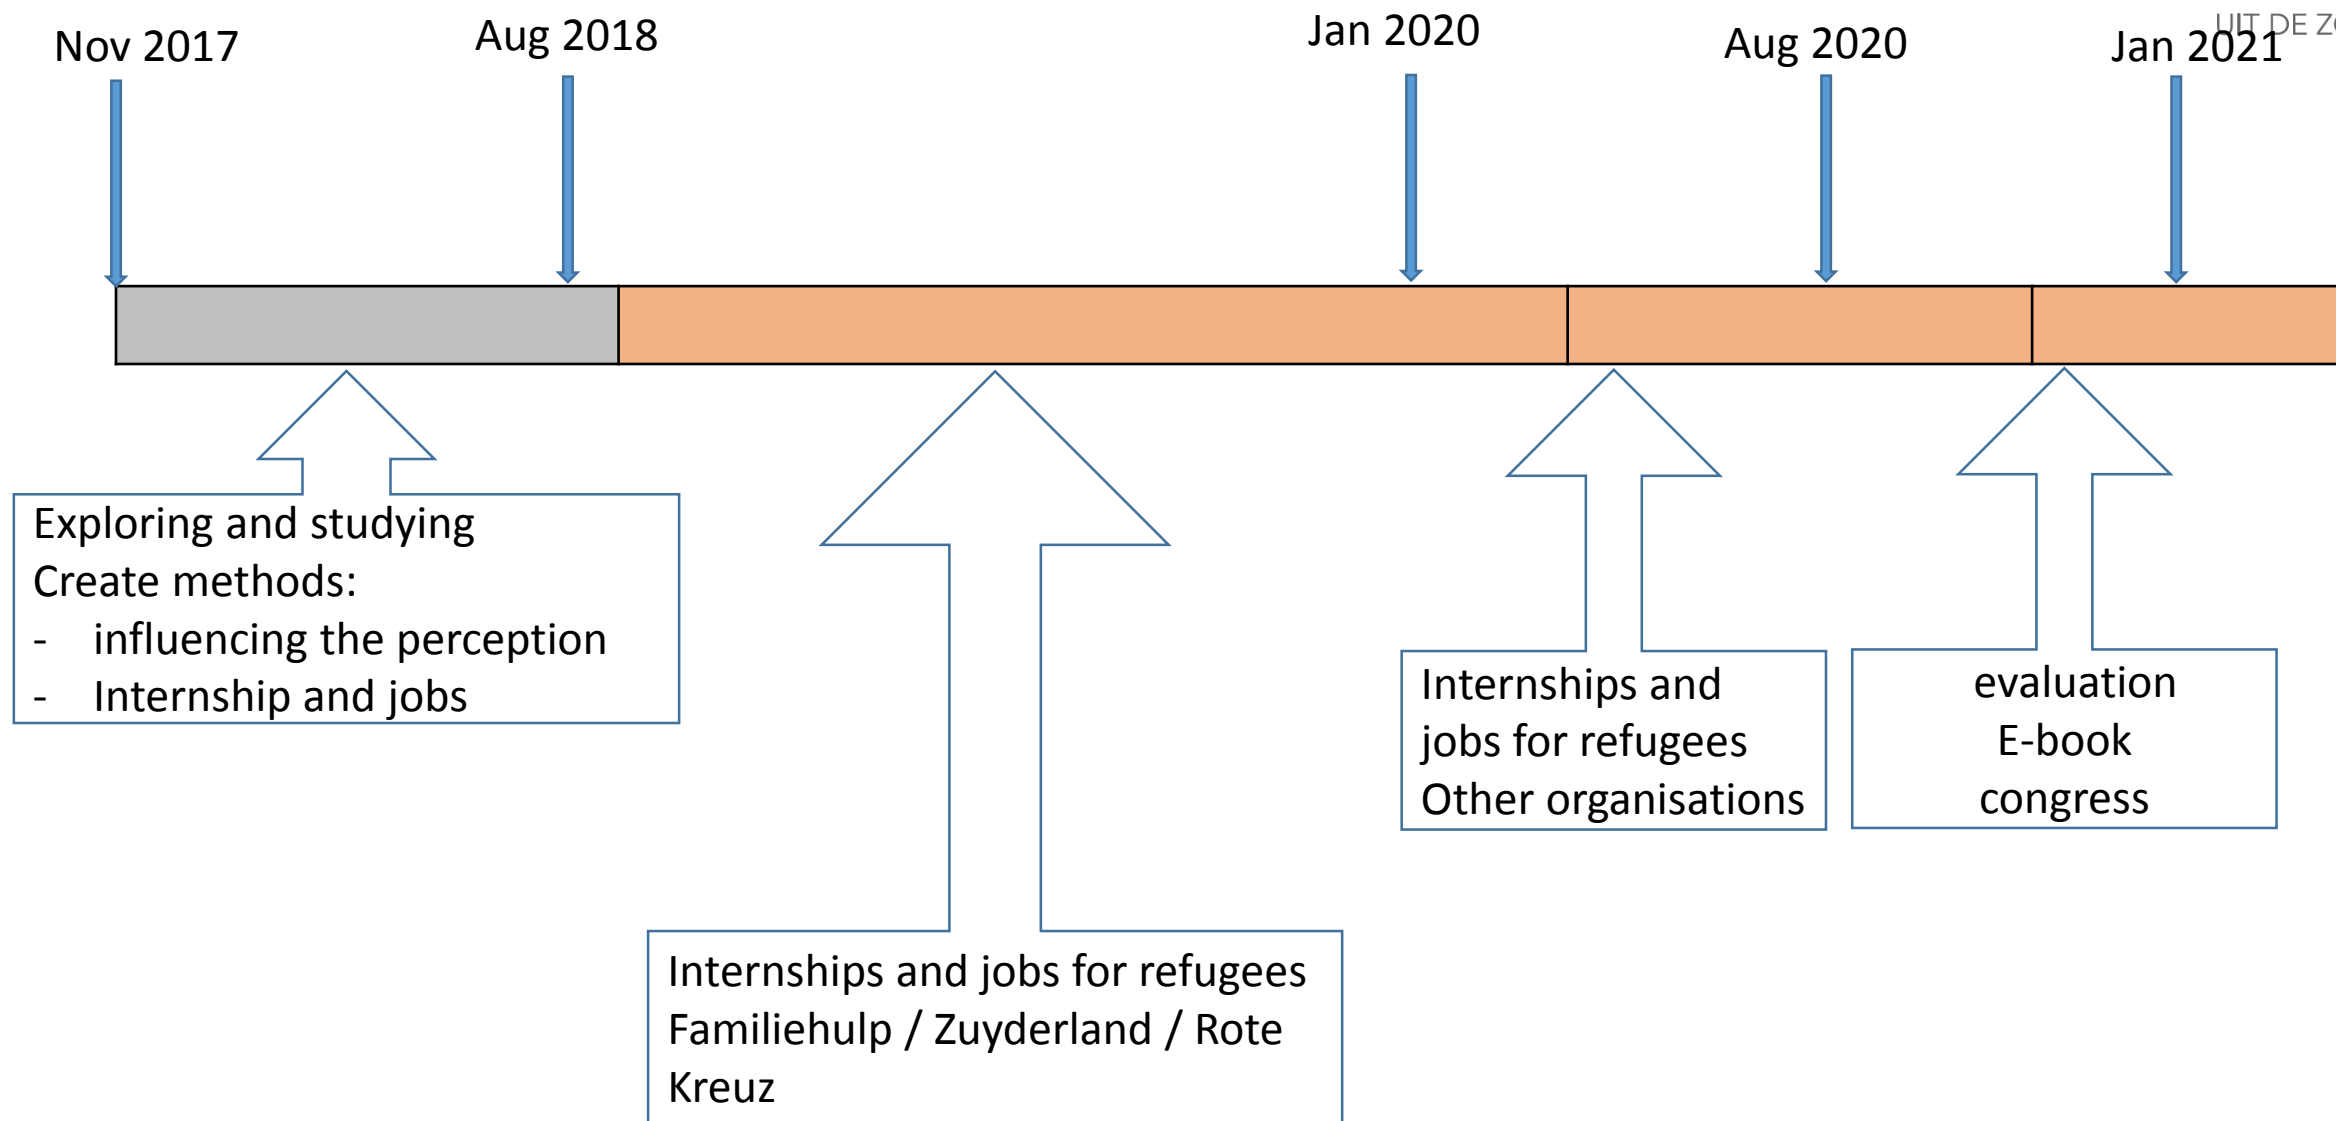 Nov 2017
Aug 2018
Jan 2020
Aug 2020
Jan 2021
UIT DE
Exploring and studying
Create methods:
- influencing the perception
- Internship and jobs
Internships and jobs for refugees
Familiehulp / Zuyderland / Rote
Kreuz
Internships and
jobs for refugees
Other organisations
evaluation
E-book
congress